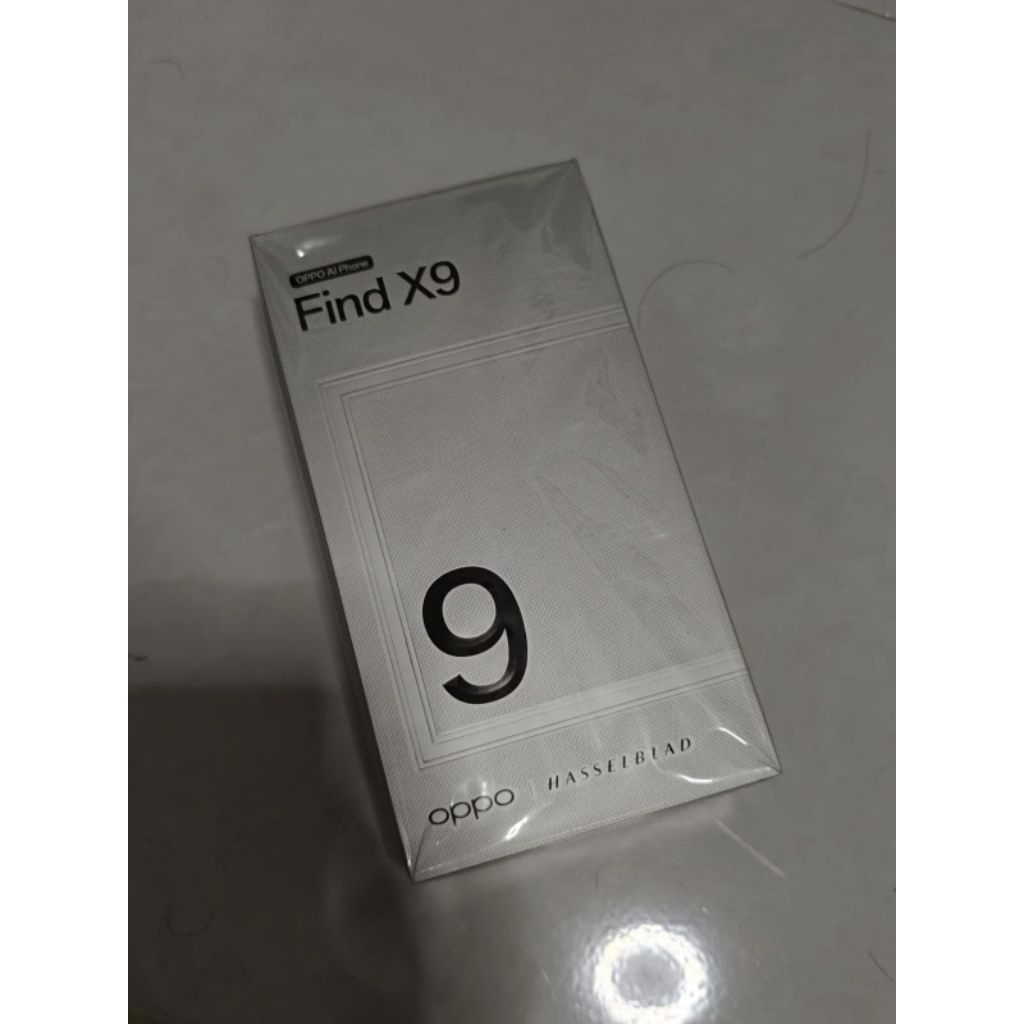 OPPO AI Phone
Find X9
9
oppo | HASSELBLAD